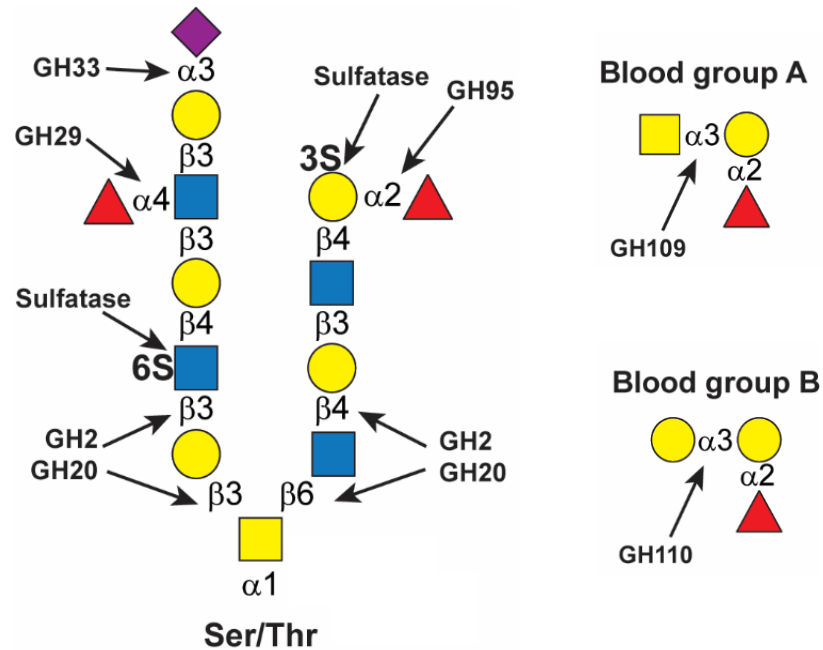 GH33
α3
Sulfatase
GH95
GH29
β3
α4
3S
α2
β3
β4
Sulfatase
β4
β3
6S
β3
β4
GH2
GH20
GH2
GH20
β3
β6
α1
Ser/Thr
Blood group A
α3
α2
GH109
Blood group B
α3
α2
GH110